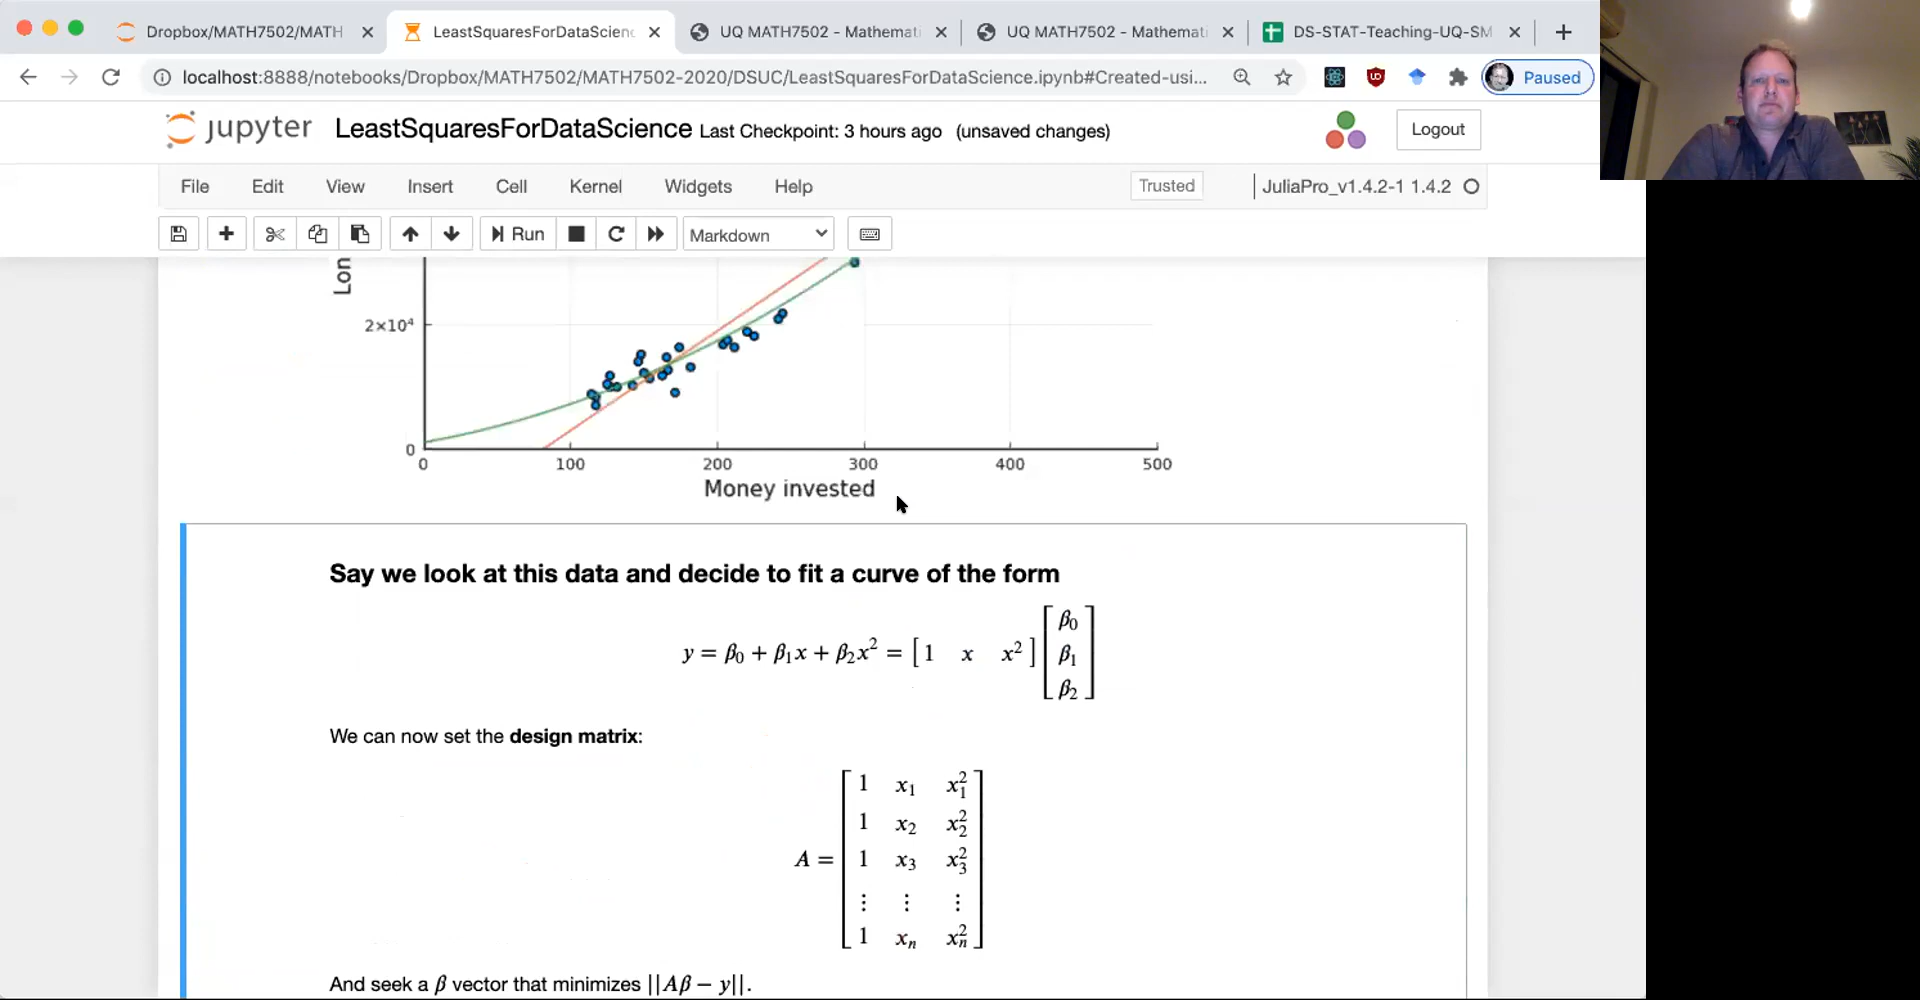 Dropbox/MATH7502/MATH
LeastSquaresForDataScien
UQ MATH7502 - Mathemati
UQ MATH7502 - Mathemat
DS-STAT-Teaching-UQ-SM
localhost:8888/notebooks/Dropbox/MATH7502/MATH7502-2020/DSUC/LeastSquaresForDataScience.ipynb#Created-usi...
Paused
jupyter LeastSquaresForDataScience Last Checkpoint: 3 hours ago (unsaved changes)
Logout
File Edit View Insert Cell Kernel Widgets Help
Trusted
JuliaPro_v1.4.2-1 1.4.2
Run
Markdown
Lon
2×10⁴
0
0 100 200 300 400 500
Money invested
Say we look at this data and decide to fit a curve of the form
y = β₀ + β₁x + β₂x² = [ 1 x x² ] [ β₀ β₁ β₂ ]
We can now set the design matrix:
1 x₁ x₁²
1 x₂ x₂²
A = 1 x₃ x₃²
⋮ ⋮ ⋮
1 xₙ xₙ²
And seek a β vector that minimizes ||Aβ − y||.